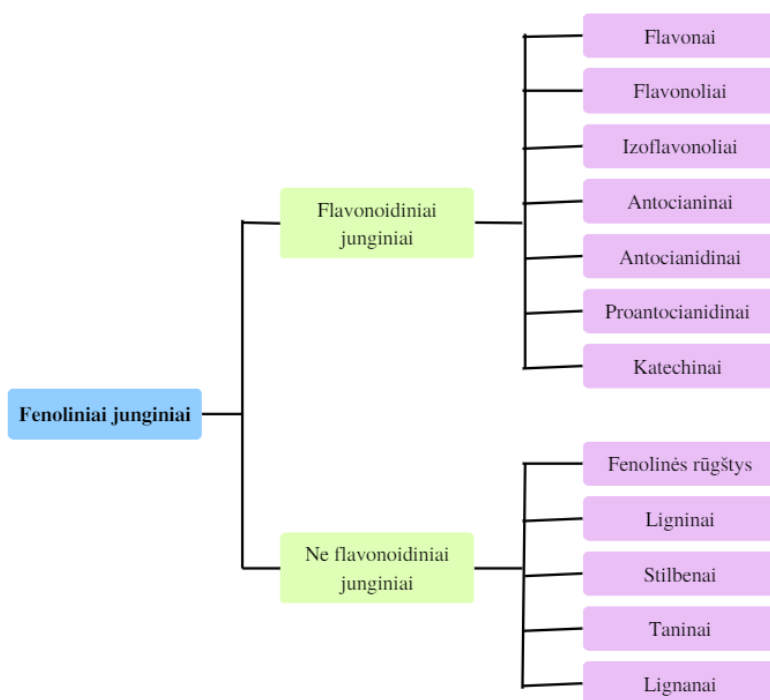 Fenoliniai junginiai
Flavonoidiniai
junginiai
Flavonai
Flavonoliai
Izoflavonoliai
Antocianinai
Antocianidinai
Proantocianidinai
Katechinai
Ne flavonoidiniai
junginiai
Fenolinės rūgštys
Ligninai
Stilbenai
Taninai
Lignanai